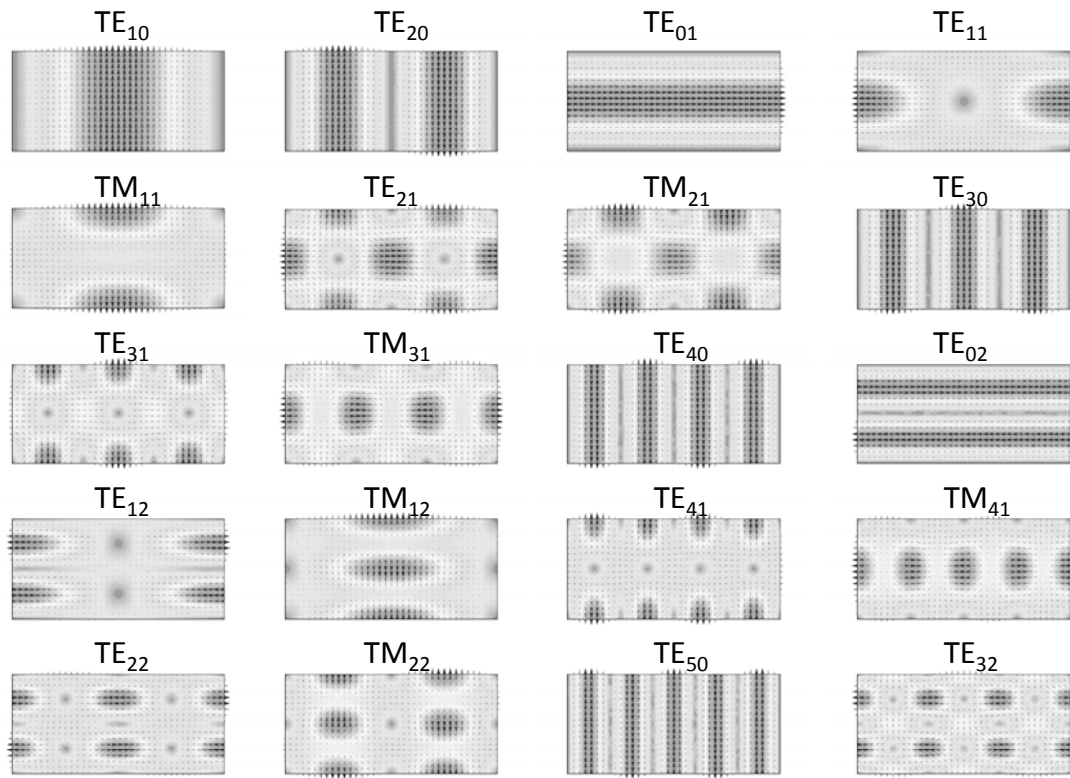 TE₁₀ TE₂₀ TE₀₁ TE₁₁
TM₁₁ TE₂₁ TM₂₁ TE₃₀
TE₃₁ TM₃₁ TE₄₀ TE₀₂
TE₁₂ TM₁₂ TE₄₁ TM₄₁
TE₂₂ TM₂₂ TE₅₀ TE₃₂